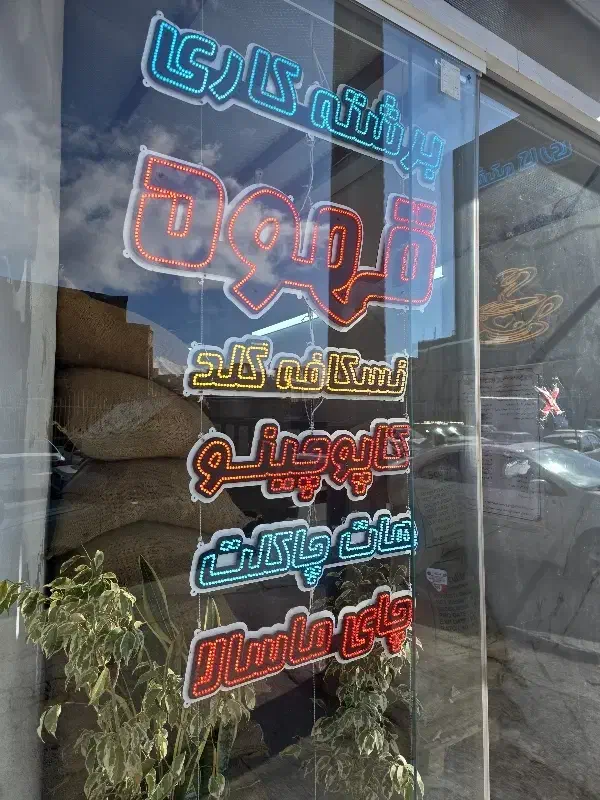 برشته کاری
قهوه
نسکافه گلد
کاپوچینو
هات چاکلت
چای ماسالا